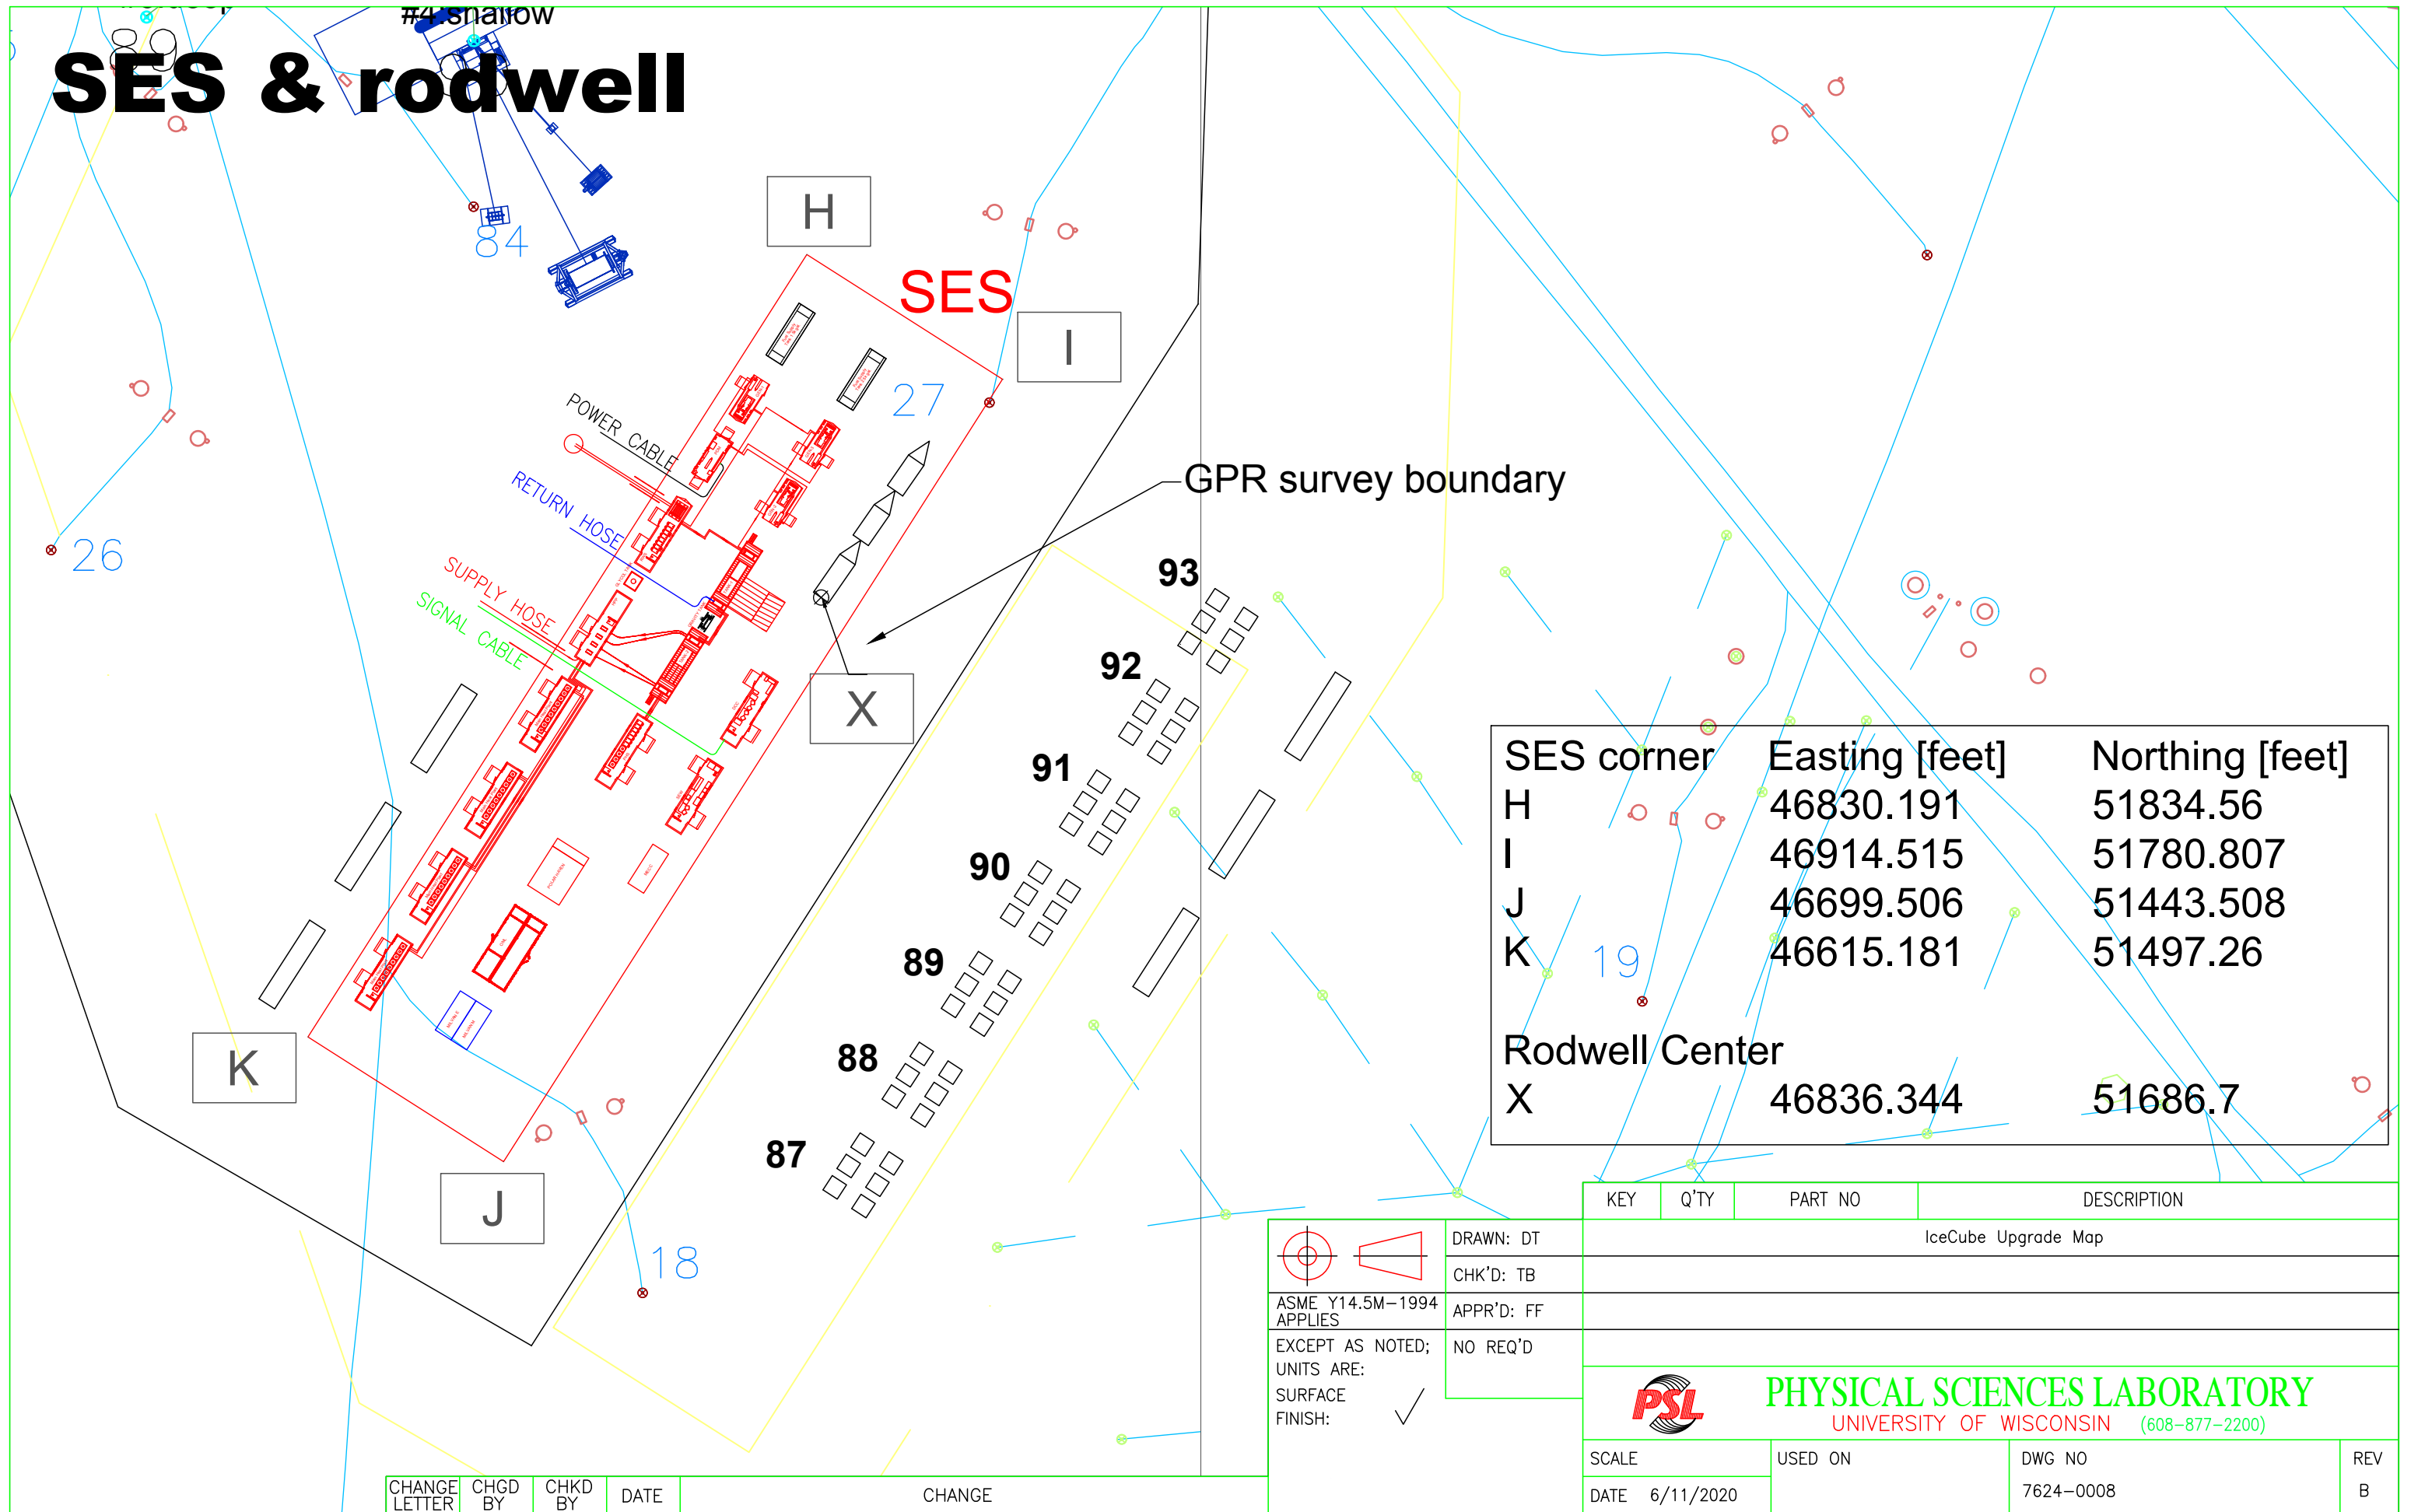 #4:shallow
SES & rodwell
84
H
SES
I
27
POWER CABLE
RETURN HOSE
SUPPLY HOSE
SIGNAL CABLE
GPR survey boundary
26
X
93
92
91
90
89
88
87
K
J
18
19
SES corner Easting [feet] Northing [feet]
H 46830.191 51834.56
I 46914.515 51780.807
J 46699.506 51443.508
K 46615.181 51497.26
Rodwell Center
X 46836.344 51686.7
KEY Q'TY PART NO DESCRIPTION
IceCube Upgrade Map
DRAWN: DT
CHK'D: TB
APPR'D: FF
NO REQ'D
ASME Y14.5M-1994
APPLIES
EXCEPT AS NOTED;
UNITS ARE:
SURFACE
FINISH:
PSL
PHYSICAL SCIENCES LABORATORY
UNIVERSITY OF WISCONSIN (608-877-2200)
SCALE
USED ON
DWG NO
7624-0008
REV
B
DATE 6/11/2020
CHANGE
LETTER
CHGD
BY
CHKD
BY
DATE
CHANGE